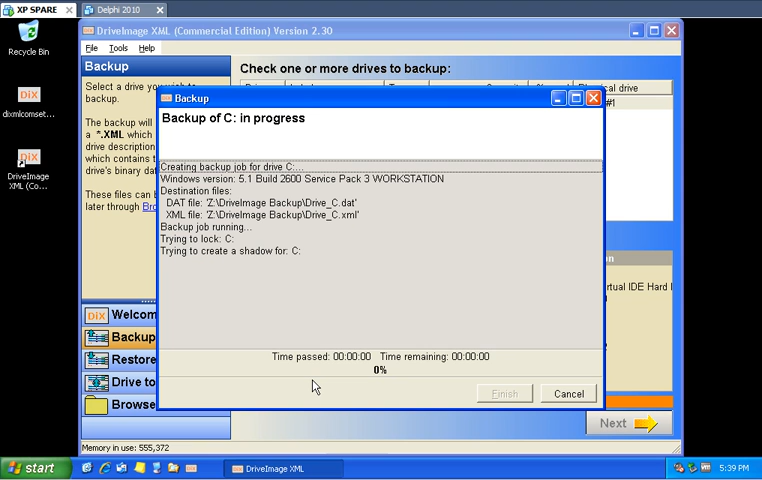 XP SPARE
Delphi 2010
Recycle Bin
dixmlcomset...
DriveImage
XML (Co...
DriveImage XML (Commercial Edition) Version 2.30
File Tools Help
Backup
Select a drive you wish to
backup.
The backup will
a *.XML which
drive description
which contains t
drive's binary dat
These files can b
later through Bro
DiX Welcom
Backup
Restore
Drive to
Browse
Check one or more drives to backup:
cal drive
#1
on
irtual IDE Hard I
Next
Memory in use: 555,372
Backup
Backup of C: in progress
Creating backup job for drive C:...
Windows version: 5.1 Build 2600 Service Pack 3 WORKSTATION
Destination files:
DAT file: 'Z:\DriveImage Backup\Drive_C.dat'
XML file: 'Z:\DriveImage Backup\Drive_C.xml'
Backup job running...
Trying to lock: C:
Trying to create a shadow for: C:
Time passed: 00:00:00 Time remaining: 00:00:00
0%
Finish
Cancel
start
DriveImage XML
5:39 PM